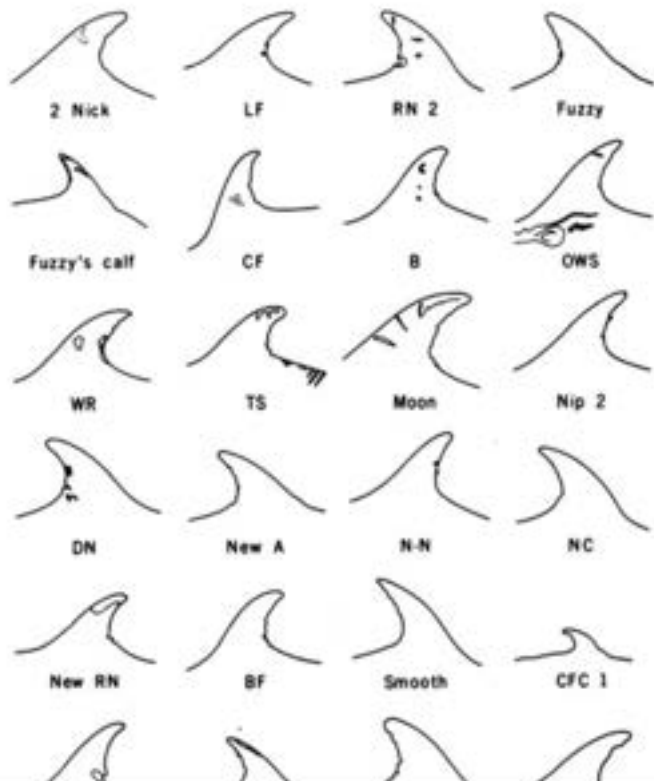 2 Nick LF RN 2 Fuzzy
Fuzzy's calf CF B OWS
WR TS Moon Nip 2
DN New A N-N NC
New RN BF Smooth CFC 1